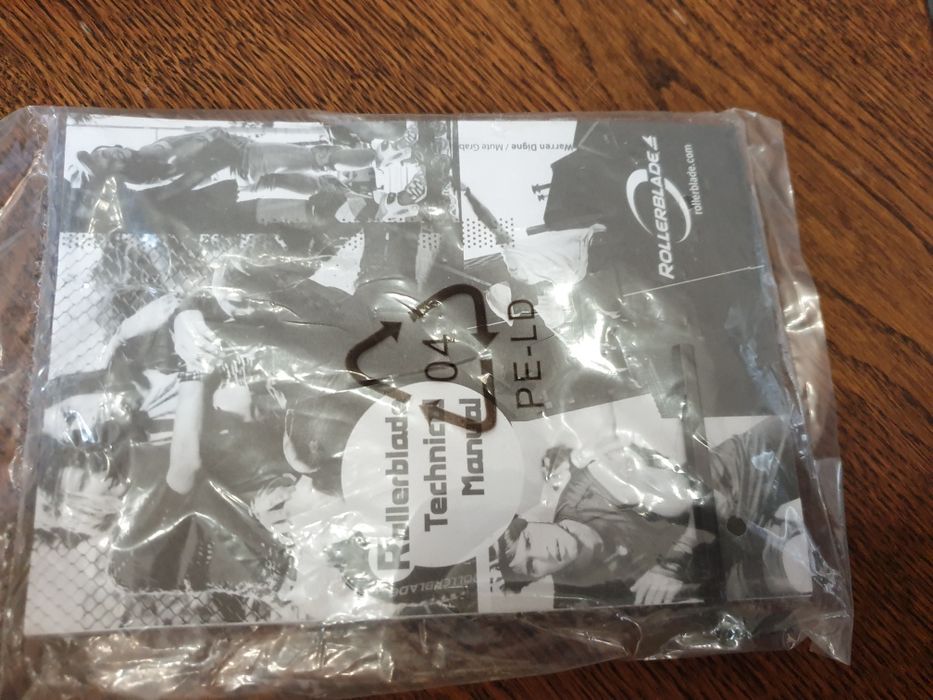 Warren Digne / Mute Grab
ROLLERBLADE
rollerblade.com
04
PE-LD
Rollerblade
Technical
Manual
ROLLERBLADE